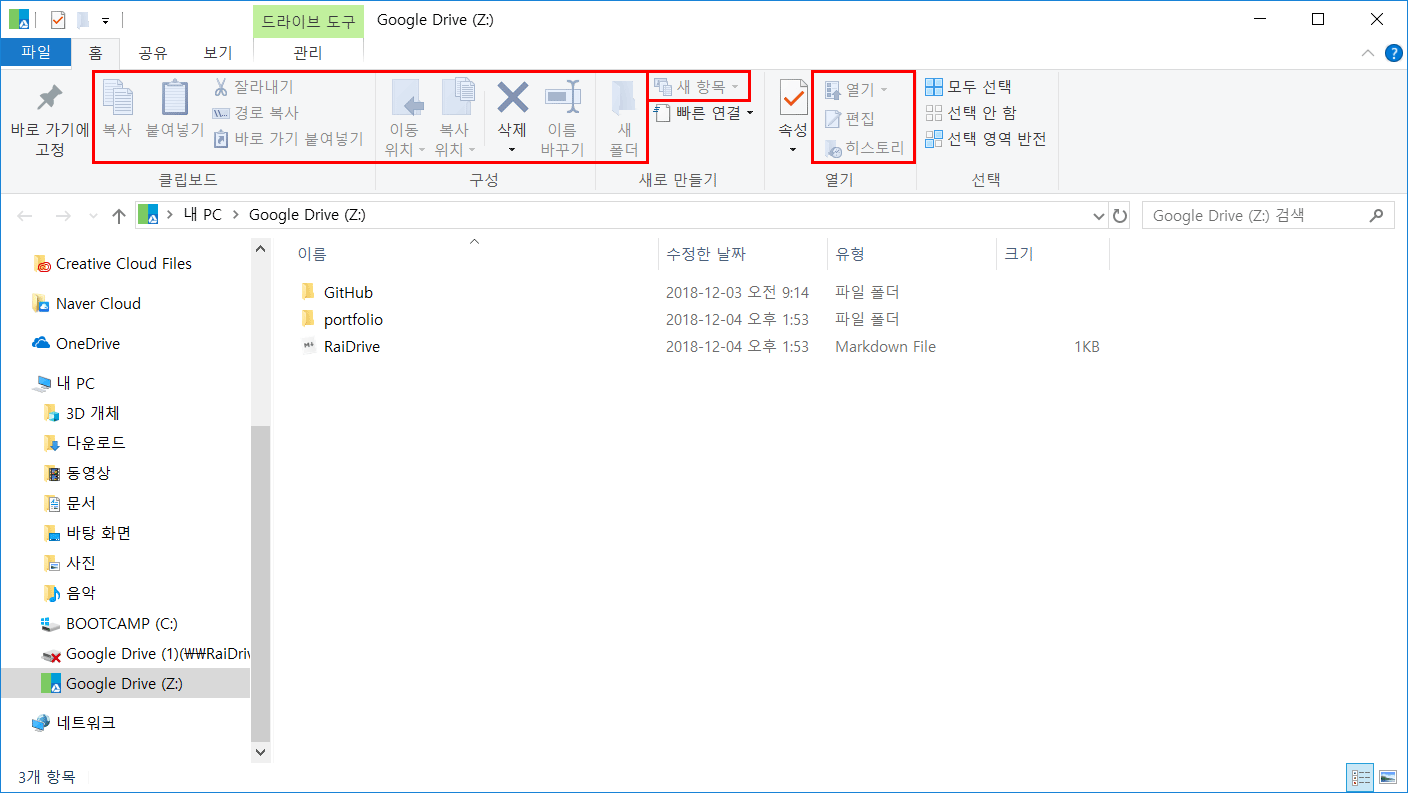 드라이브 도구
Google Drive (Z:)
파일
홈
공유
보기
관리
바로 가기에
고정
복사
붙여넣기
잘라내기
경로 복사
바로 가기 붙여넣기
클립보드
이동
위치
복사
위치
삭제
이름
바꾸기
구성
새
폴더
새 항목
빠른 연결
새로 만들기
속성
열기
편집
히스토리
열기
모두 선택
선택 안 함
선택 영역 반전
선택
내 PC > Google Drive (Z:)
Google Drive (Z:) 검색
Creative Cloud Files
Naver Cloud
OneDrive
내 PC
3D 개체
다운로드
동영상
문서
바탕 화면
사진
음악
BOOTCAMP (C:)
Google Drive (1)(₩₩RaiDriv
Google Drive (Z:)
네트워크
이름 수정한 날짜 유형 크기
GitHub 2018-12-03 오전 9:14 파일 폴더
portfolio 2018-12-04 오후 1:53 파일 폴더
RaiDrive 2018-12-04 오후 1:53 Markdown File 1KB
3개 항목